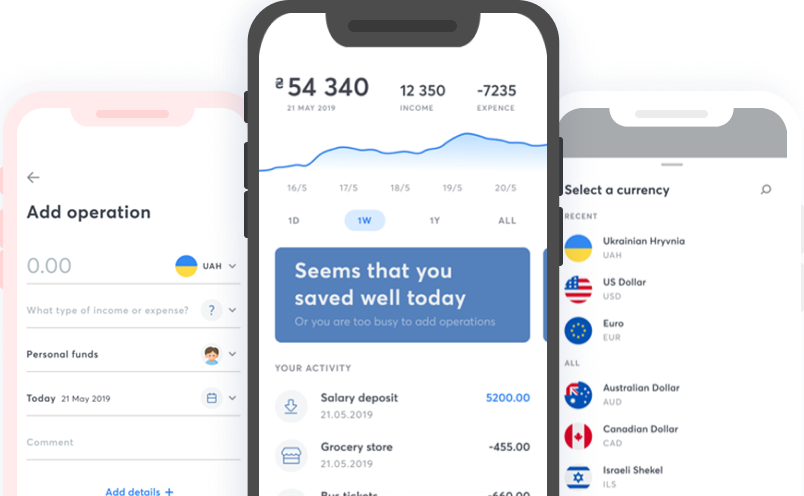 Add operation
0.00
UAH
What type of income or expense?
?
Personal funds
Today 21 May 2019
Comment
Add details +
₴ 54 340
21 MAY 2019
12 350
INCOME
-7235
EXPENCE
16/5 17/5 18/5 19/5 20/5
1D 1W 1Y ALL
Seems that you
saved well today
Or you are too busy to add operations
YOUR ACTIVITY
Salary deposit 5200.00
21.05.2019
Grocery store -455.00
21.05.2019
Bus tickets -660.00
Select a currency
RECENT
Ukrainian Hryvnia
UAH
US Dollar
USD
Euro
EUR
ALL
Australian Dollar
AUD
Canadian Dollar
CAD
Israeli Shekel
ILS